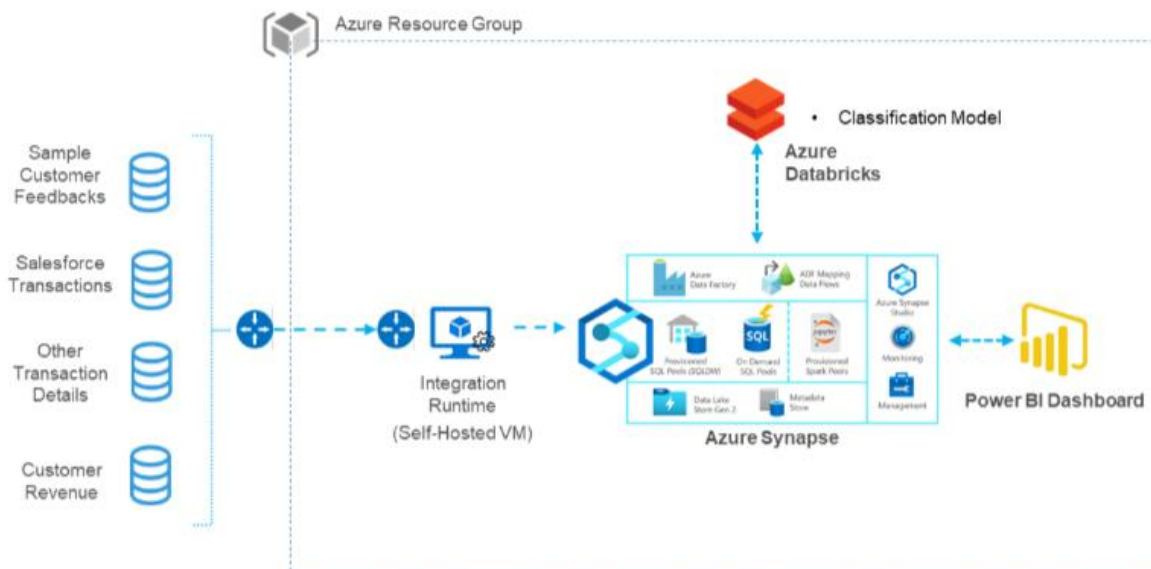 Azure Resource Group
• Classification Model
Azure
Databricks
Sample
Customer
Feedbacks
Salesforce
Transactions
Other
Transaction
Details
Customer
Revenue
Integration
Runtime
(Self-Hosted VM)
Azure
Data Factory
ADF Mapping
Data Flows
Azure Synapse
Studio
Provisioned
SQL Pools (SQLDW)
SQL
On Demand
SQL Pools
jupyter
Provisioned
Spark Pools
Monitoring
Data Lake
Store Gen 2
Metadata
Store
Management
Azure Synapse
Power BI Dashboard